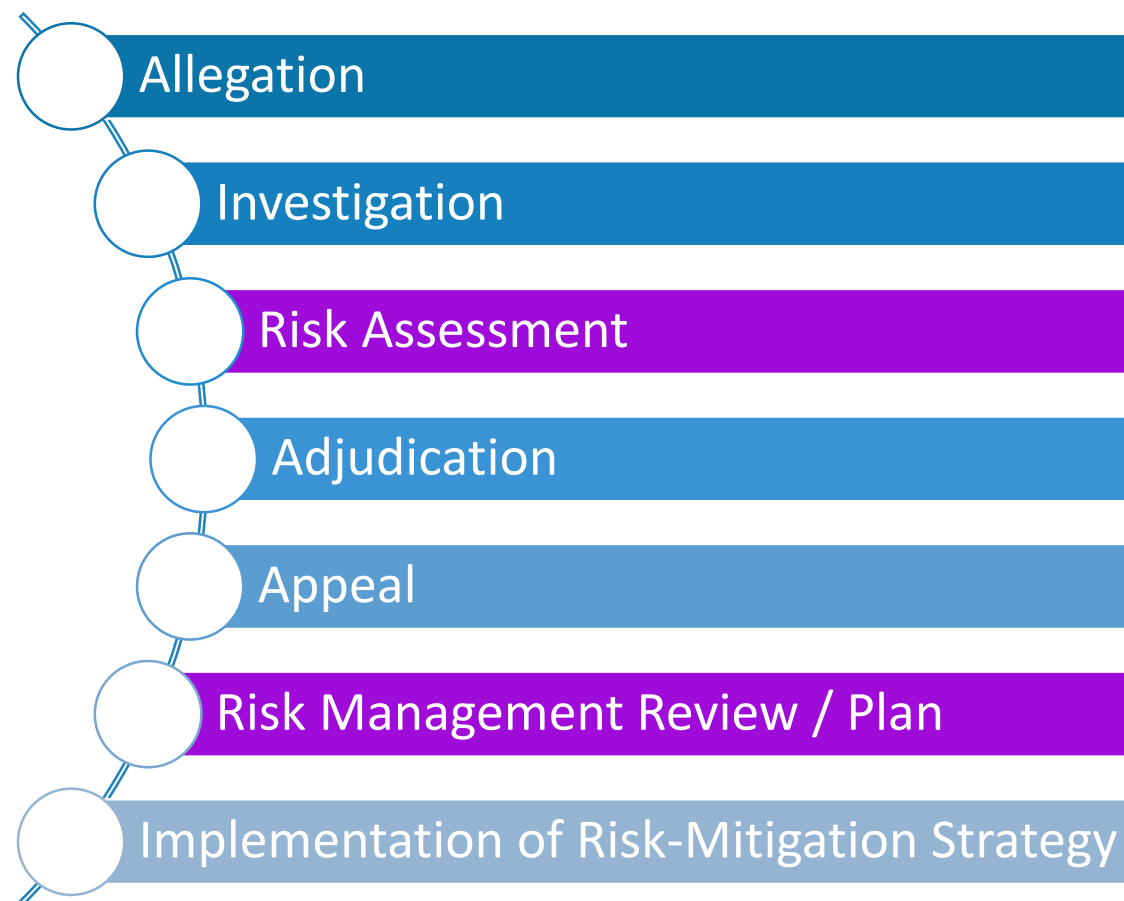 Allegation
Investigation
Risk Assessment
Adjudication
Appeal
Risk Management Review / Plan
Implementation of Risk-Mitigation Strategy